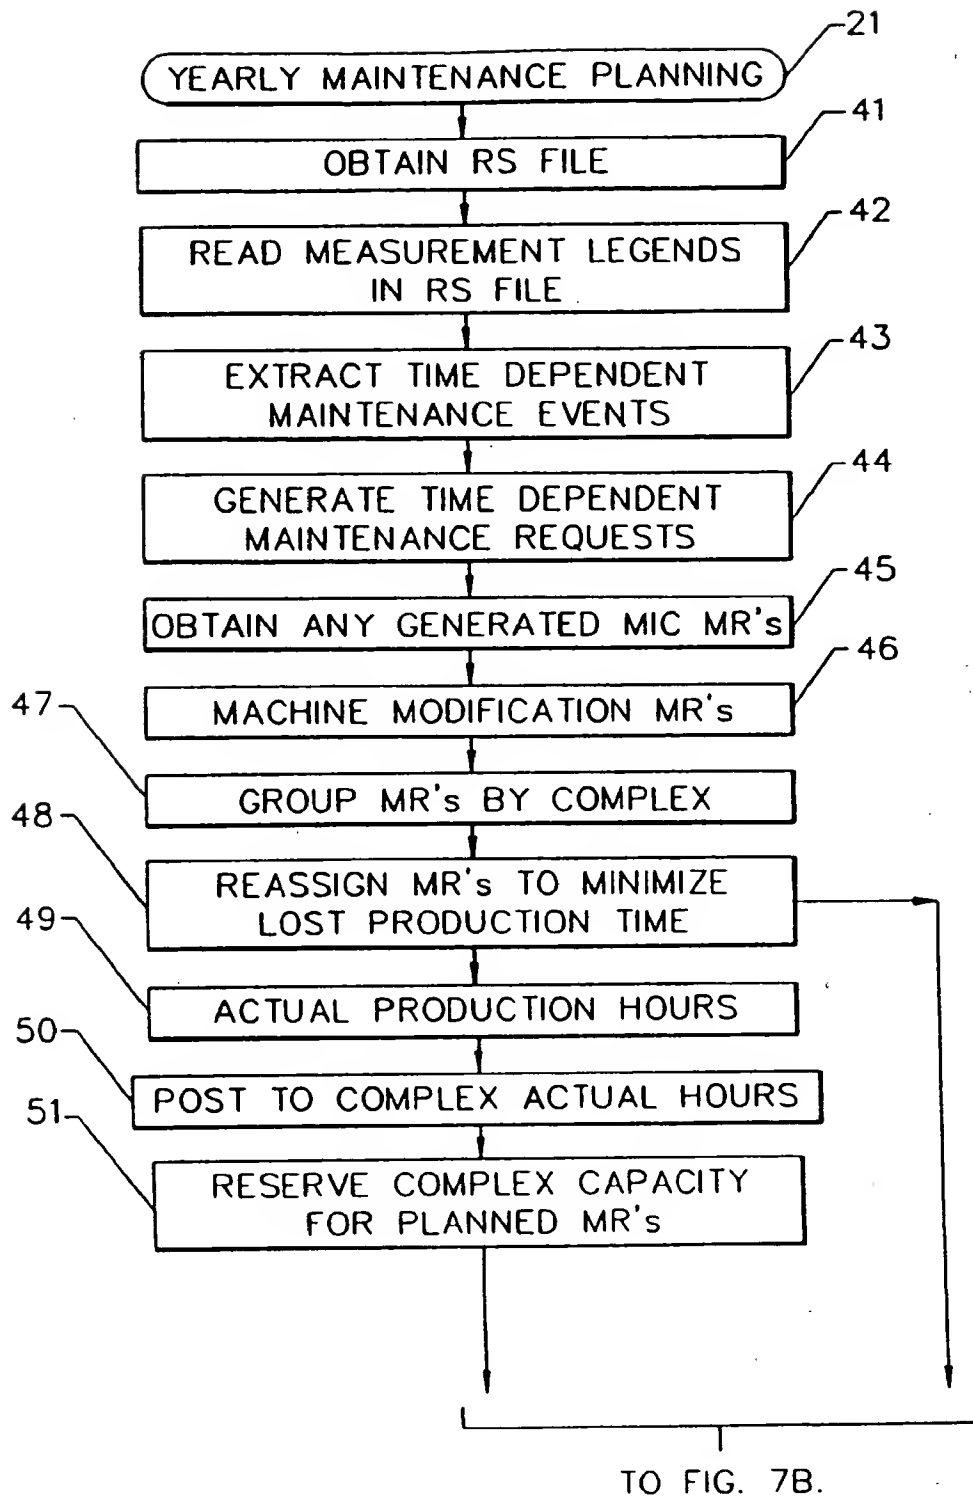 21
YEARLY MAINTENANCE PLANNING
41
OBTAIN RS FILE
42
READ MEASUREMENT LEGENDS
IN RS FILE
43
EXTRACT TIME DEPENDENT
MAINTENANCE EVENTS
44
GENERATE TIME DEPENDENT
MAINTENANCE REQUESTS
45
OBTAIN ANY GENERATED MIC MR's
46
MACHINE MODIFICATION MR's
47
GROUP MR's BY COMPLEX
48
REASSIGN MR's TO MINIMIZE
LOST PRODUCTION TIME
49
ACTUAL PRODUCTION HOURS
50
POST TO COMPLEX ACTUAL HOURS
51
RESERVE COMPLEX CAPACITY
FOR PLANNED MR's
TO FIG. 7B.